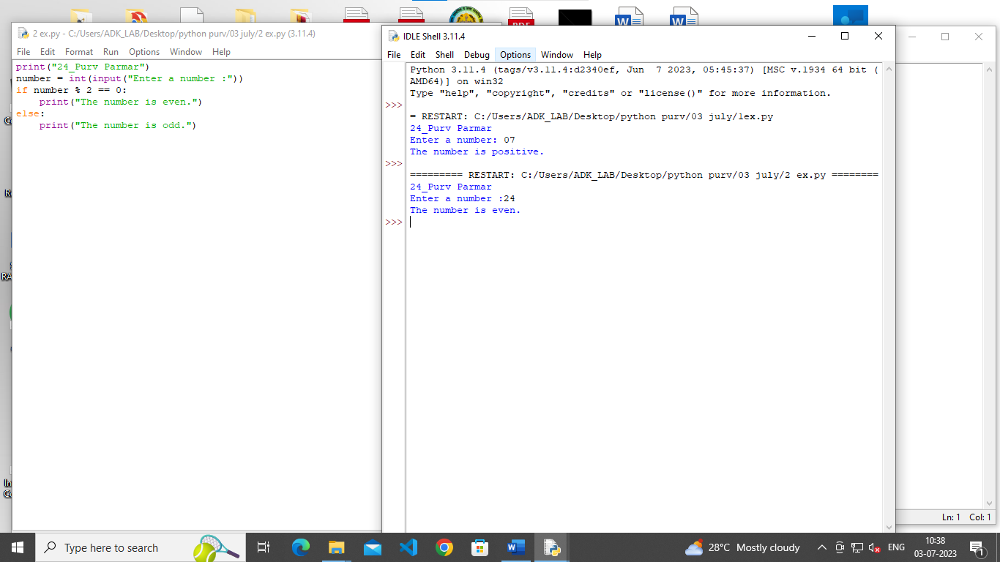 2 ex.py - C:/Users/ADK_LAB/Desktop/python purv/03 july/2 ex.py (3.11.4)
File Edit Format Run Options Window Help
print("24_Purv Parmar")
number = int(input("Enter a number :"))
if number % 2 == 0:
    print("The number is even.")
else:
    print("The number is odd.")
IDLE Shell 3.11.4
File Edit Shell Debug Options Window Help
Python 3.11.4 (tags/v3.11.4:d2340ef, Jun  7 2023, 05:45:37) [MSC v.1934 64 bit (
AMD64)] on win32
Type "help", "copyright", "credits" or "license()" for more information.
>>>
= RESTART: C:/Users/ADK_LAB/Desktop/python purv/03 july/1ex.py
24_Purv Parmar
Enter a number: 07
The number is positive.
>>>
========= RESTART: C:/Users/ADK_LAB/Desktop/python purv/03 july/2 ex.py ========
24_Purv Parmar
Enter a number :24
The number is even.
>>>
Ln: 1 Col: 1
Type here to search
28°C Mostly cloudy
ENG
10:38
03-07-2023
1